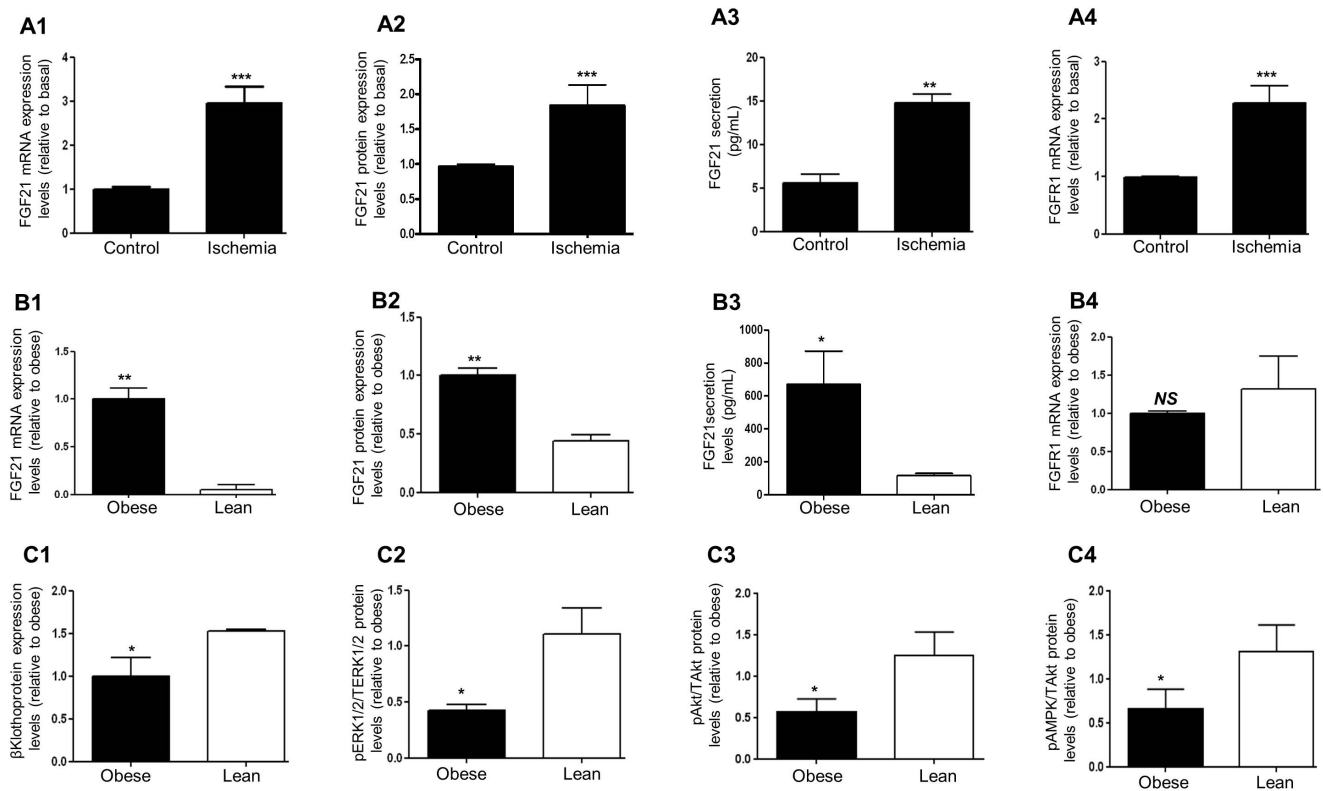 A1
FGF21 mRNA expression
levels (relative to basal)
4
3
2
1
0
***
Control
Ischemia
A2
FGF21 protein expression
levels (relative to basal)
2.5
2.0
1.5
1.0
0.5
0.0
***
Control
Ischemia
A3
FGF21 secretion
(pg/mL)
20
15
10
5
0
**
Control
Ischemia
A4
FGFR1 mRNA expression
levels (relative to basal)
3
2
1
0
***
Control
Ischemia
B1
FGF21 mRNA expression
levels (relative to obese)
1.5
1.0
0.5
0.0
**
Obese
Lean
B2
FGF21 protein expression
levels (relative to obese)
1.5
1.0
0.5
0.0
**
Obese
Lean
B3
FGF21secretion
levels (pg/mL)
1000
800
600
400
200
0
*
Obese
Lean
B4
FGFR1 mRNA expression
levels (relative to obese)
2.0
1.5
1.0
0.5
0.0
NS
Obese
Lean
C1
βKlothoprotein expression
levels (relative to obese)
2.0
1.5
1.0
0.5
0.0
*
Obese
Lean
C2
pERK1/2/TERK1/2 protein
levels (relative to obese)
1.5
1.0
0.5
0.0
*
Obese
Lean
C3
pAkt/TAkt protein
levels (relative to obese)
2.0
1.5
1.0
0.5
0.0
*
Obese
Lean
C4
pAMPK/TAkt protein
levels (relative to obese)
2.0
1.5
1.0
0.5
0.0
*
Obese
Lean